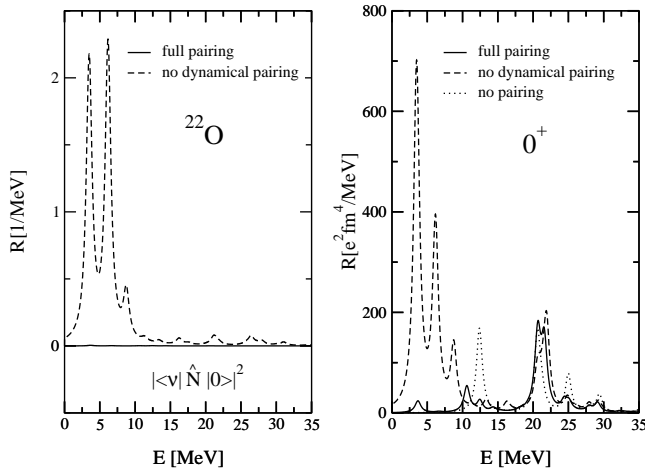 full pairing
no dynamical pairing
²²O
R[1/MeV]
2
1
0
|<ν| N̂ |0>|²
0 5 10 15 20 25 30 35
E [MeV]
full pairing
no dynamical pairing
no pairing
0⁺
R[e²fm⁴/MeV]
800
600
400
200
0
0 5 10 15 20 25 30 35
E [MeV]